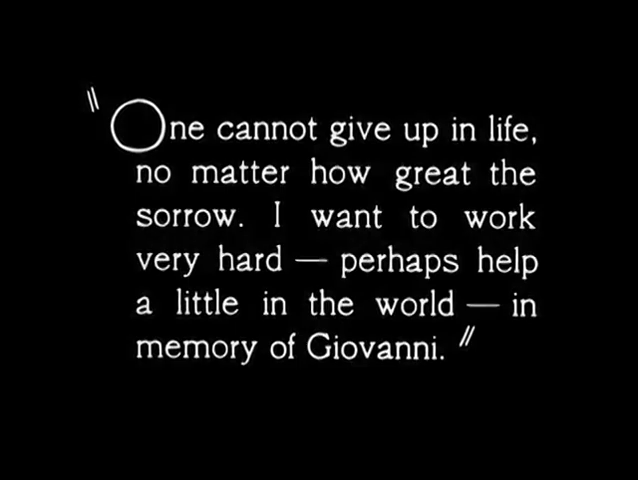 "One cannot give up in life,
no matter how great the
sorrow. I want to work
very hard — perhaps help
a little in the world — in
memory of Giovanni."